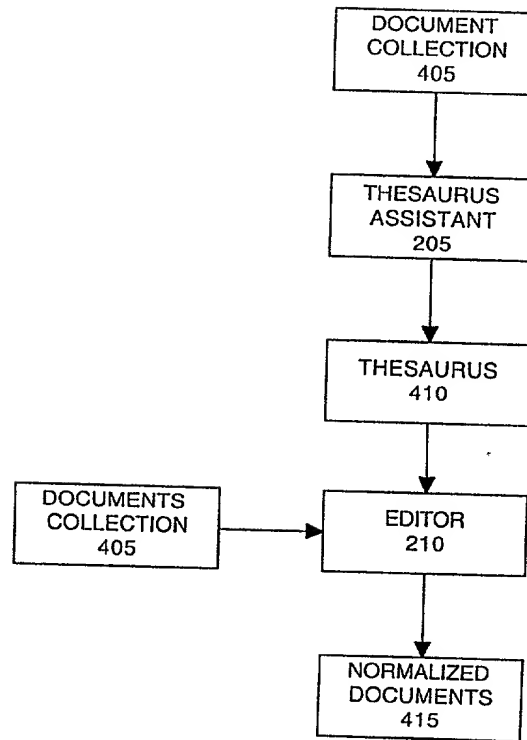 DOCUMENT
COLLECTION
405
THESAURUS
ASSISTANT
205
THESAURUS
410
DOCUMENTS
COLLECTION
405
EDITOR
210
NORMALIZED
DOCUMENTS
415